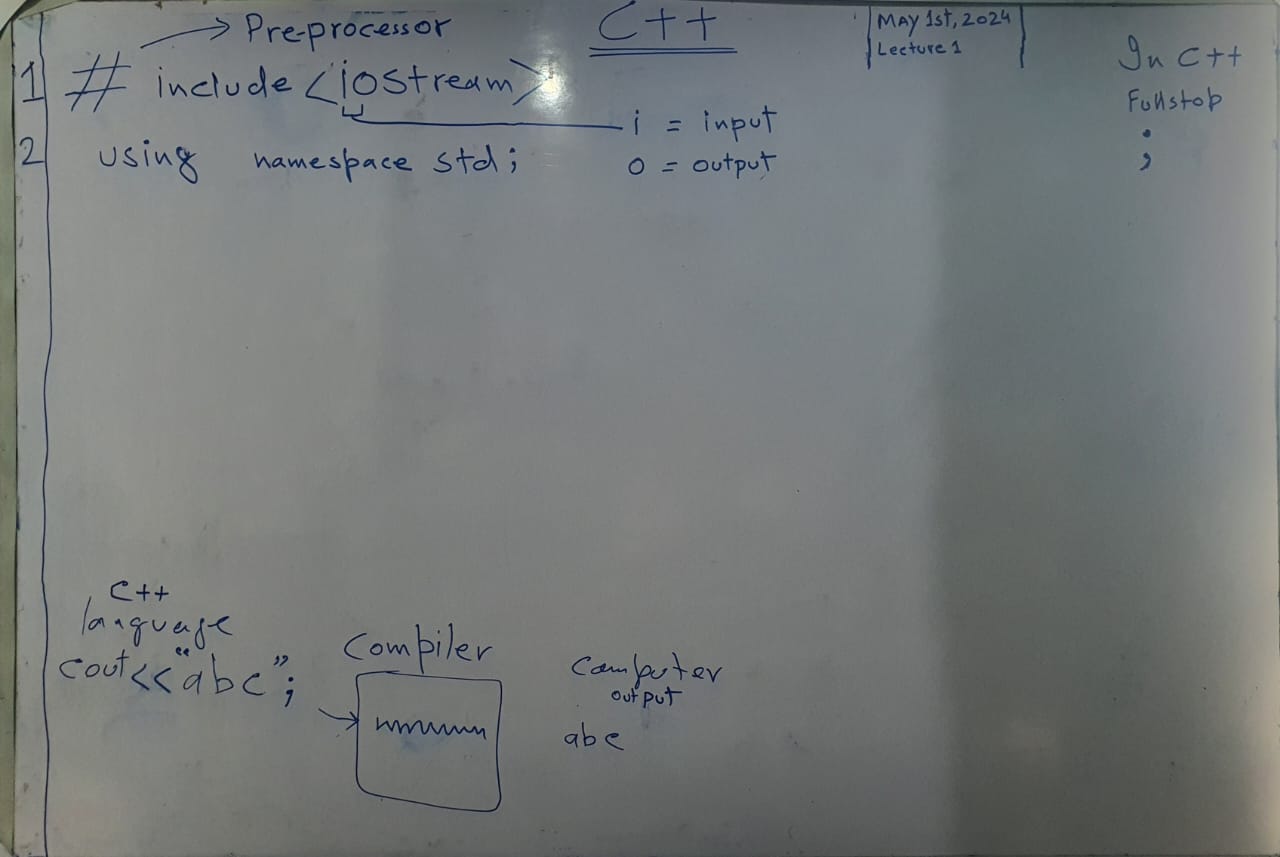 C++
MAY 1st, 2024
Lecture 1
Pre-processor
1 # include <ioStream>
i = input
o = output
2 using namespace std;
In C++
Fullstop
;
C++
language
cout<<"abc";
Compiler
Computer
output
abc